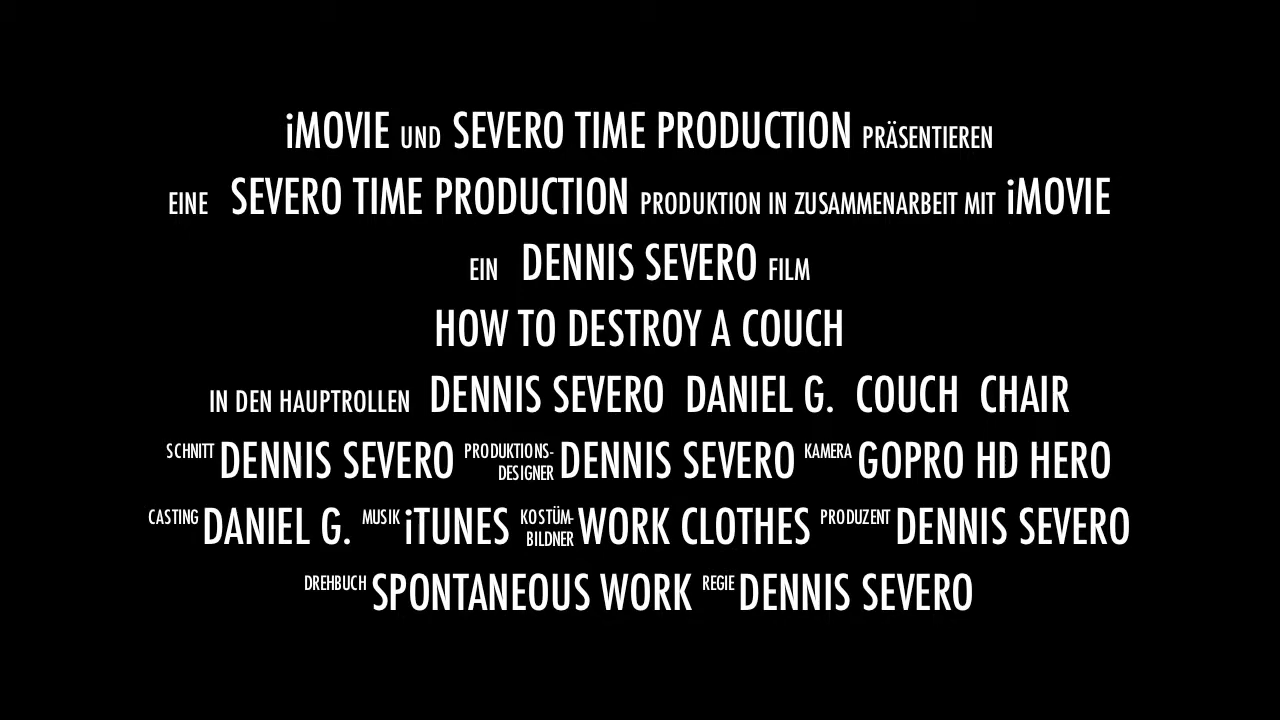 iMOVIE UND SEVERO TIME PRODUCTION PRÄSENTIEREN
EINE SEVERO TIME PRODUCTION PRODUKTION IN ZUSAMMENARBEIT MIT iMOVIE
EIN DENNIS SEVERO FILM
HOW TO DESTROY A COUCH
IN DEN HAUPTROLLEN DENNIS SEVERO DANIEL G. COUCH CHAIR
SCHNITT DENNIS SEVERO PRODUKTIONS-DESIGNER DENNIS SEVERO KAMERA GOPRO HD HERO
CASTING DANIEL G. MUSIK iTUNES KOSTÜM-BILDNER WORK CLOTHES PRODUZENT DENNIS SEVERO
DREHBUCH SPONTANEOUS WORK REGIE DENNIS SEVERO